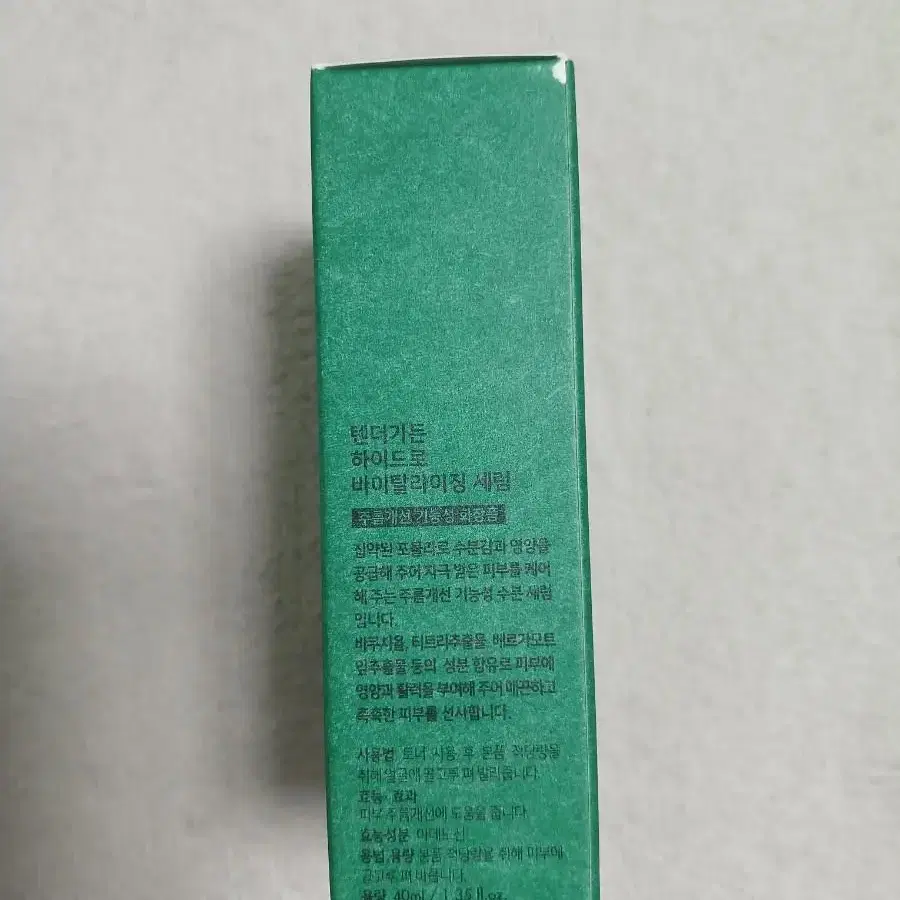 텐더가든
하이드로
바이탈라이징 세럼
주름개선 기능성 화장품
집약된 포뮬라로 수분감과 영양을
공급해 주어 자극 받은 피부를 케어
해 주는 주름개선 기능성 수분 세럼
입니다.
바쿠치올, 티트리추출물, 베르가모트
잎추출물 등의 성분 함유로 피부에
영양과 활력을 부여해 주어 매끈하고
촉촉한 피부를 선사합니다.
사용법 토너 사용 후 본품 적당량을
취해 얼굴에 골고루 펴 발라줍니다.
효능·효과
피부 주름개선에 도움을 줍니다.
효능성분 아데노신
용법·용량 본품 적당량을 취해 피부에
골고루 펴 바릅니다.
용량 40ml / 1.35 fl.oz.